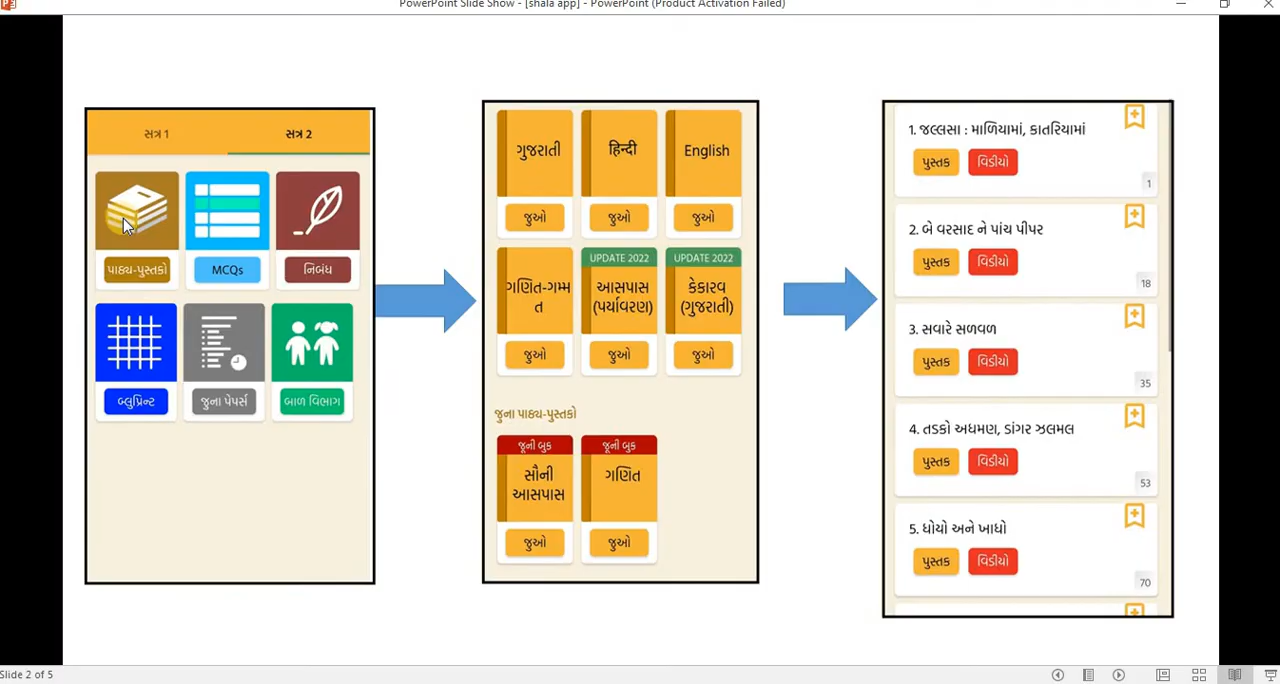 PowerPoint Slide Show - [shala app] - PowerPoint (Product Activation Failed)
સત્ર 1
સત્ર 2
પાઠ્ય-પુસ્તકો
MCQs
નિબંધ
બ્લુપ્રિન્ટ
જુના પેપર્સ
બાળ વિભાગ
ગુજરાતી
हिन्दी
English
જુઓ
જુઓ
જુઓ
ગણિત-ગમ્મ
ત
UPDATE 2022
આસપાસ
(પર્યાવરણ)
UPDATE 2022
કેકારવ
(ગુજરાતી)
જુઓ
જુઓ
જુઓ
જુના પાઠ્ય-પુસ્તકો
જૂની બુક
સૌની
આસપાસ
જૂની બુક
ગણિત
જુઓ
જુઓ
1. જલ્લસા : માળિયામાં, કાતરિયામાં
પુસ્તક વિડીયો
1
2. બે વરસાદ ને પાંચ પીપર
પુસ્તક વિડીયો
18
3. સવારે સળવળ
પુસ્તક વિડીયો
35
4. તડકો અધમણ, ડાંગર ઝલમલ
પુસ્તક વિડીયો
53
5. ધોયો અને ખાધો
પુસ્તક વિડીયો
70
Slide 2 of 5